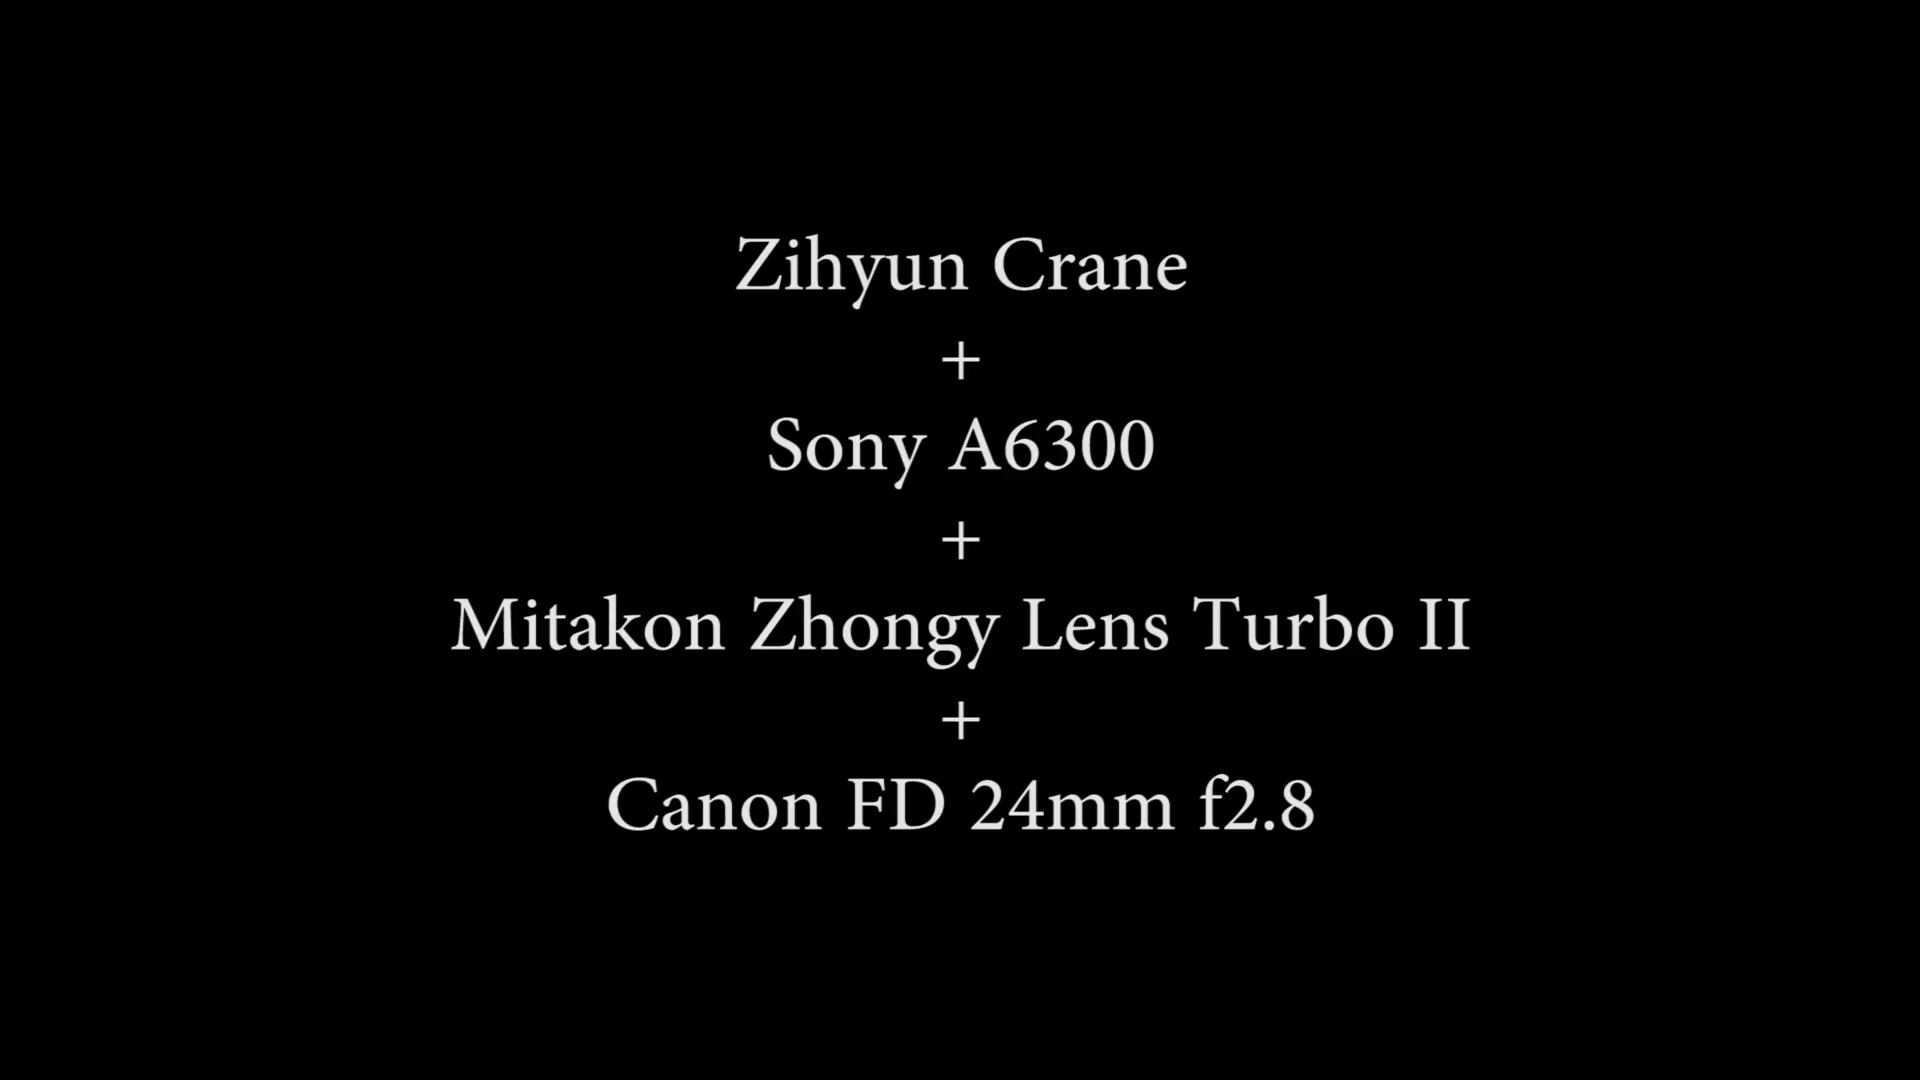 Zihyun Crane
+
Sony A6300
+
Mitakon Zhongy Lens Turbo II
+
Canon FD 24mm f2.8